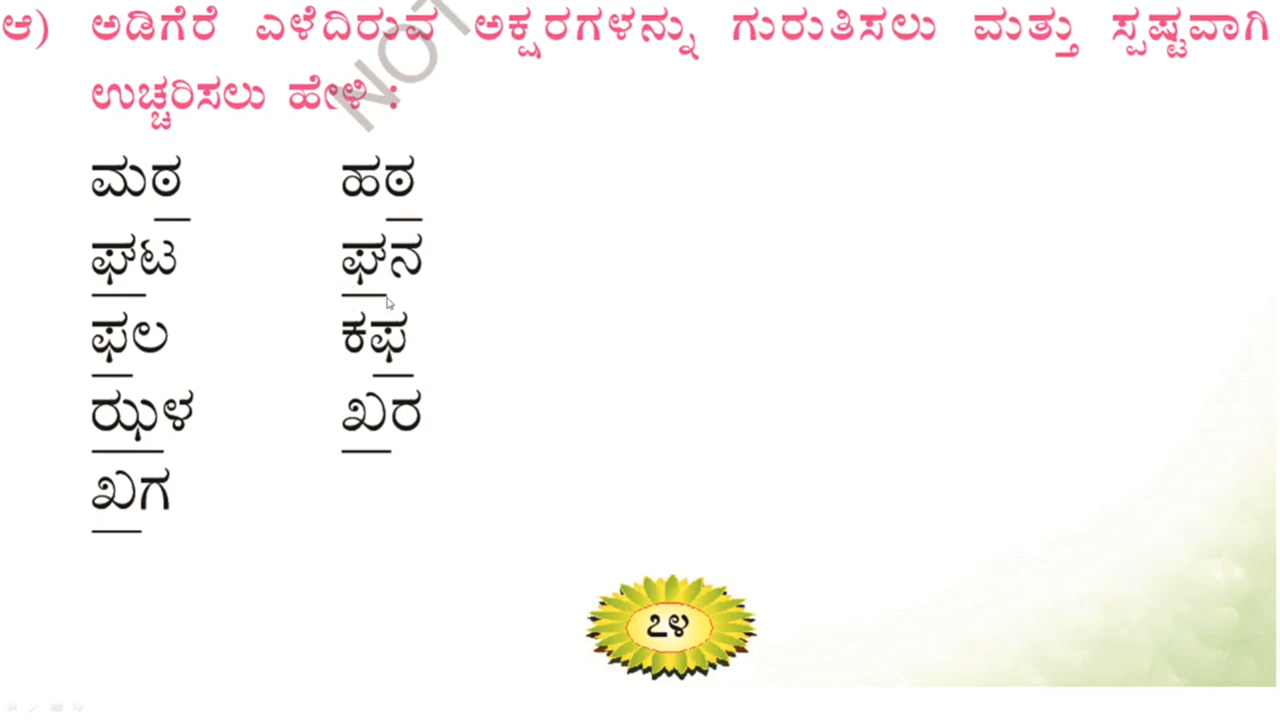 ಆ) ಅಡಿಗೆರೆ ಎಳೆದಿರುವ ಅಕ್ಷರಗಳನ್ನು ಗುರುತಿಸಲು ಮತ್ತು ಸ್ಪಷ್ಟವಾಗಿ
ಉಚ್ಚರಿಸಲು ಹೇಳಿ :
NOT
ಮಠ ಹಠ
ಘಟ ಘನ
ಫಲ ಕಫ
ಝಳ ಖರ
ಖಗ
೭೪